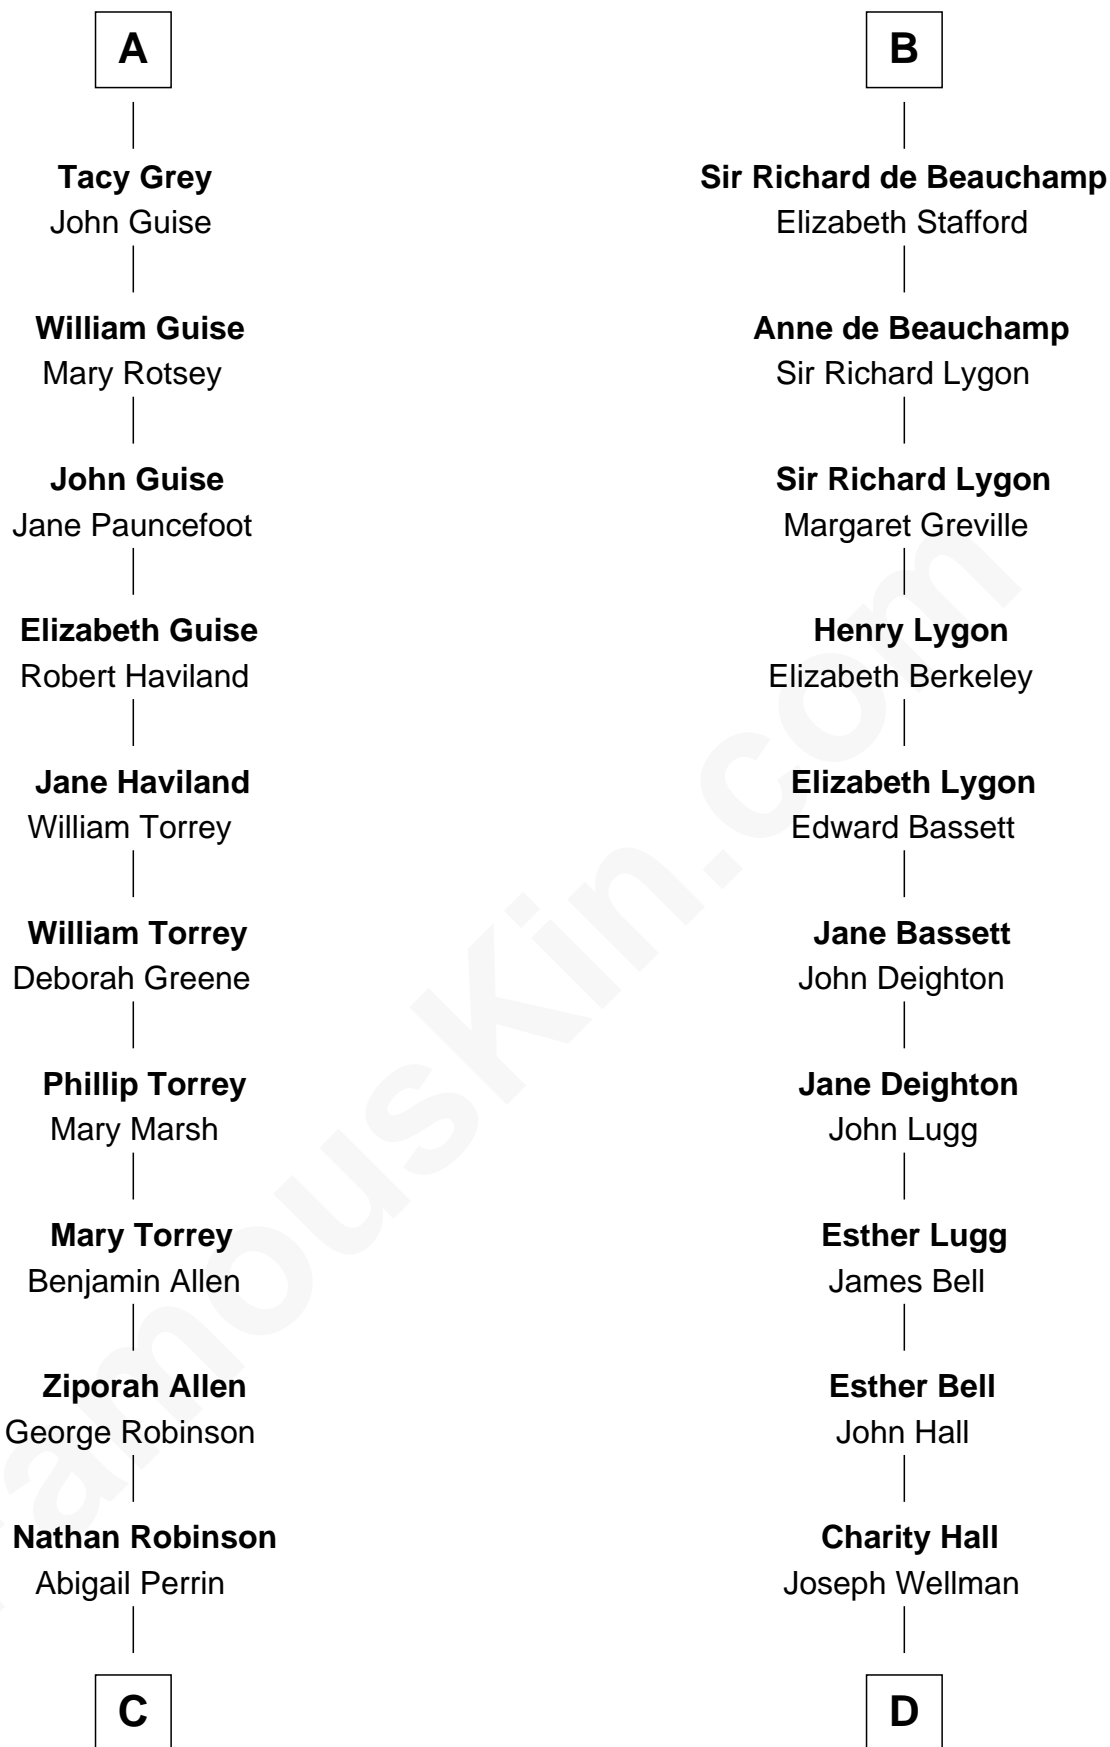 A
Tacy Grey
John Guise
William Guise
Mary Rotsey
John Guise
Jane Pauncefoot
Elizabeth Guise
Robert Haviland
Jane Haviland
William Torrey
William Torrey
Deborah Greene
Phillip Torrey
Mary Marsh
Mary Torrey
Benjamin Allen
Ziporah Allen
George Robinson
Nathan Robinson
Abigail Perrin
C
B
Sir Richard de Beauchamp
Elizabeth Stafford
Anne de Beauchamp
Sir Richard Lygon
Sir Richard Lygon
Margaret Greville
Henry Lygon
Elizabeth Berkeley
Elizabeth Lygon
Edward Bassett
Jane Bassett
John Deighton
Jane Deighton
John Lugg
Esther Lugg
James Bell
Esther Bell
John Hall
Charity Hall
Joseph Wellman
D
FamousKin.com